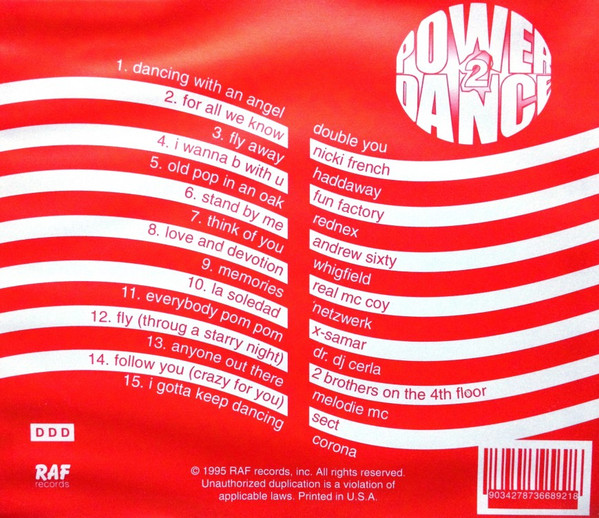 POWER
2
DANCE
1. dancing with an angel
2. for all we know
3. fly away
4. i wanna b with u
5. old pop in an oak
6. stand by me
7. think of you
8. love and devotion
9. memories
10. la soledad
11. everybody pom pom
12. fly (throug a starry night)
13. anyone out there
14. follow you (crazy for you)
15. i gotta keep dancing
double you
nicki french
haddaway
fun factory
rednex
andrew sixty
whigfield
real mc coy
'netzwerk
x-samar
dr. dj cerla
2 brothers on the 4th floor
melodie mc
sect
corona
DDD
RAF
records
© 1995 RAF records, inc. All rights reserved.
Unauthorized duplication is a violation of
applicable laws. Printed in U.S.A.
9034278736689218